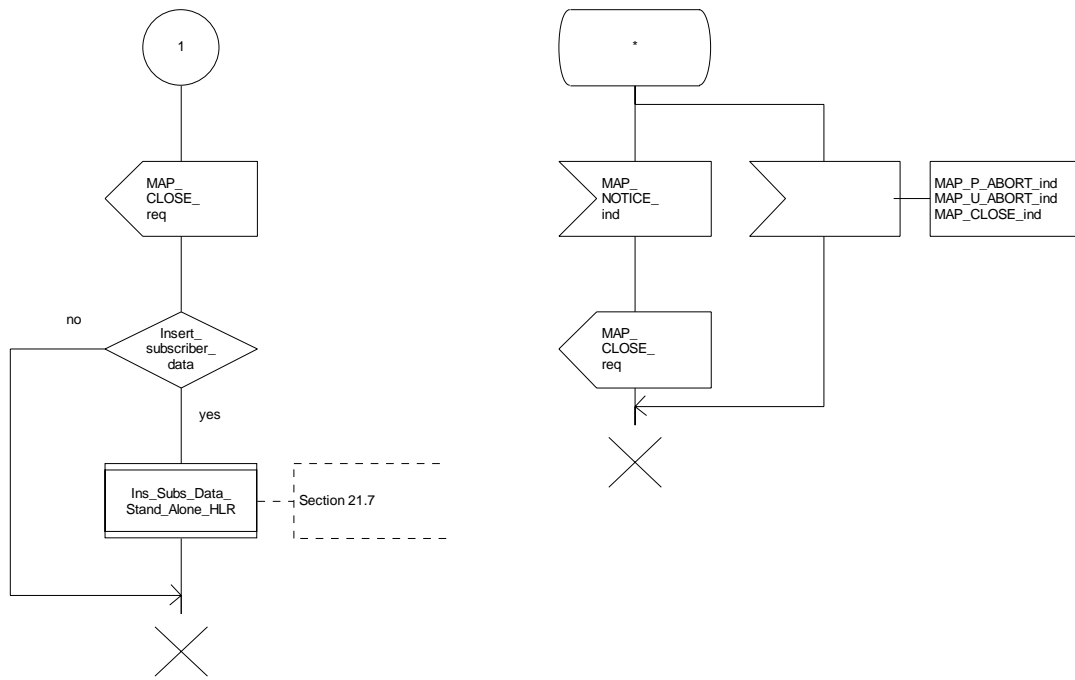 1
MAP_
CLOSE_
req
no
Insert_
subscriber_
data
yes
Ins_Subs_Data_
Stand_Alone_HLR
Section 21.7
*
MAP_
NOTICE_
ind
MAP_P_ABORT_ind
MAP_U_ABORT_ind
MAP_CLOSE_ind
MAP_
CLOSE_
req